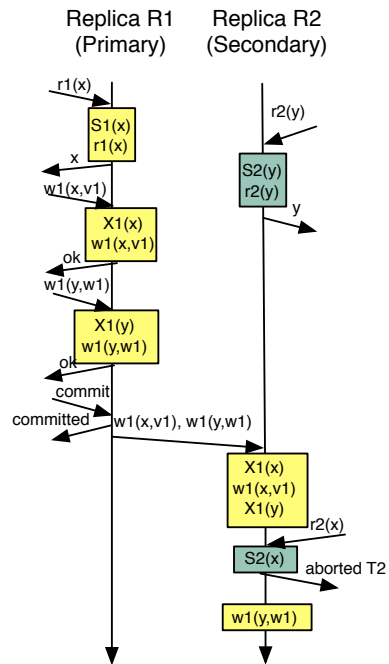 Replica R1
(Primary)
Replica R2
(Secondary)
r1(x)
S1(x)
r1(x)
x
w1(x,v1)
X1(x)
w1(x,v1)
ok
w1(y,w1)
X1(y)
w1(y,w1)
ok
commit
committed
w1(x,v1), w1(y,w1)
r2(y)
S2(y)
r2(y)
y
X1(x)
w1(x,v1)
X1(y)
r2(x)
S2(x)
aborted T2
w1(y,w1)